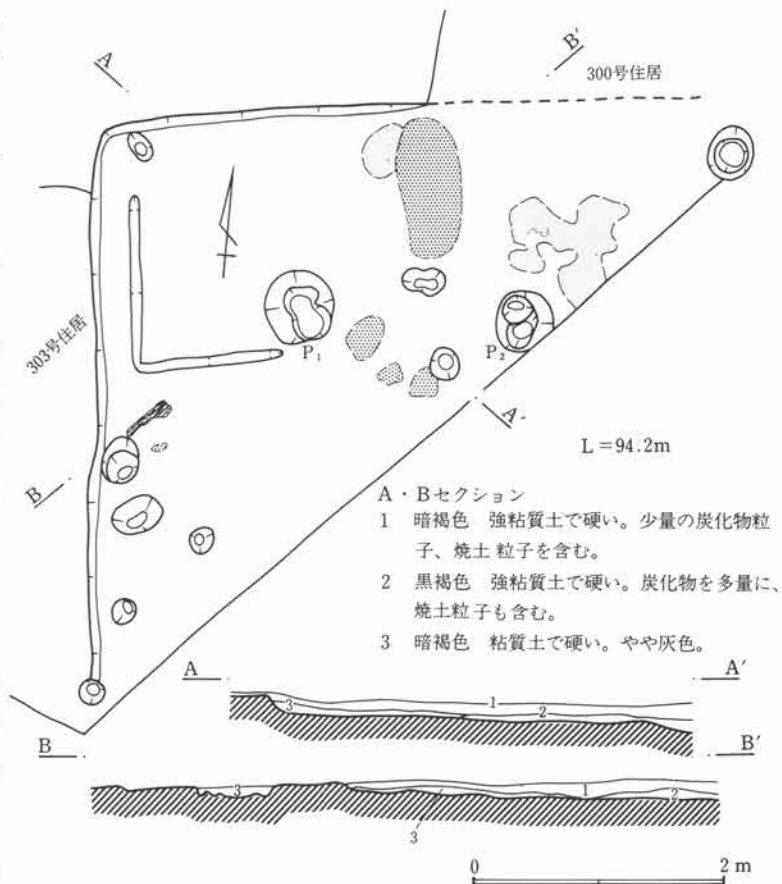 A
B'
300号住居
303号住居
P₁
P₂
A'
B
L＝94.2m
A・Bセクション
1 暗褐色 強粘質土で硬い。少量の炭化物粒
子、焼土粒子を含む。
2 黒褐色 強粘質土で硬い。炭化物を多量に、
焼土粒子も含む。
3 暗褐色 粘質土で硬い。やや灰色。
A
A'
3
1
2
B
B'
3
1
2
3
0
2 m